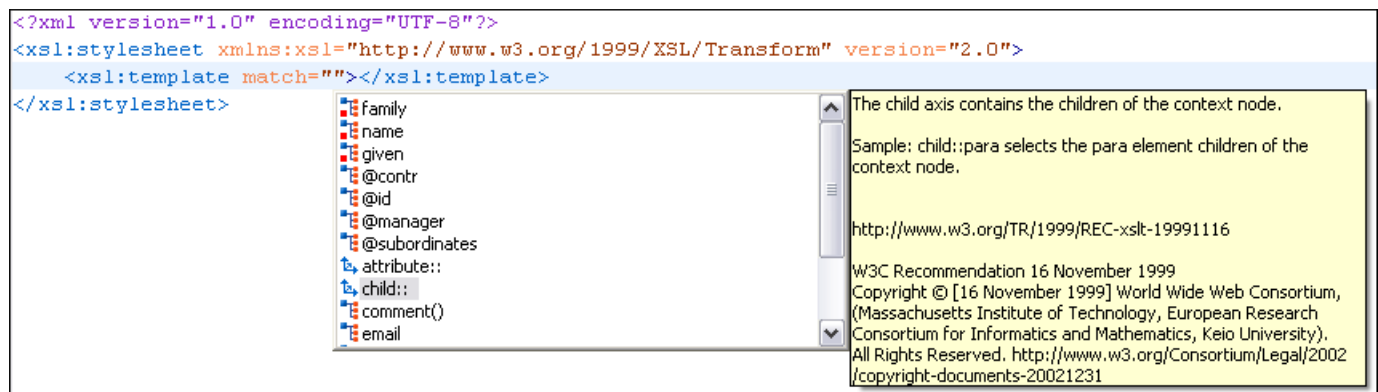 <?xml version="1.0" encoding="UTF-8"?>
<xsl:stylesheet xmlns:xsl="http://www.w3.org/1999/XSL/Transform" version="2.0">
<xsl:template match=""></xsl:template>
</xsl:stylesheet>
family
name
given
@contr
@id
@manager
@subordinates
attribute::
child::
comment()
email
The child axis contains the children of the context node.
Sample: child::para selects the para element children of the
context node.
http://www.w3.org/TR/1999/REC-xslt-19991116
W3C Recommendation 16 November 1999
Copyright © [16 November 1999] World Wide Web Consortium,
(Massachusetts Institute of Technology, European Research
Consortium for Informatics and Mathematics, Keio University).
All Rights Reserved. http://www.w3.org/Consortium/Legal/2002
/copyright-documents-20021231